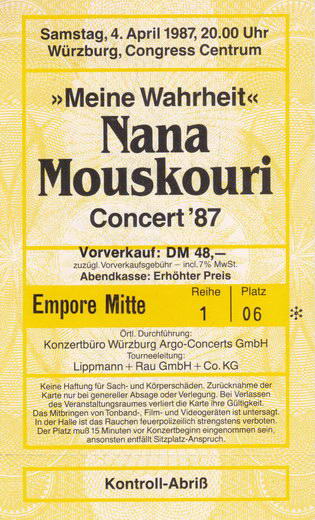 Samstag, 4. April 1987, 20.00 Uhr
Würzburg, Congress Centrum
»Meine Wahrheit«
Nana
Mouskouri
Concert '87
Vorverkauf: DM 48,—
zuzügl. Vorverkaufsgebühr — incl. 7% MwSt.
Abendkasse: Erhöhter Preis
Empore Mitte
Reihe
1
Platz
06
*
Örtl. Durchführung:
Konzertbüro Würzburg Argo-Concerts GmbH
Tourneeleitung:
Lippmann + Rau GmbH + Co. KG
Keine Haftung für Sach- und Körperschäden. Zurücknahme der
Karte nur bei genereller Absage oder Verlegung. Bei Verlassen
des Veranstaltungsraumes verliert die Karte ihre Gültigkeit.
Das Mitbringen von Tonband-, Film- und Videogeräten ist untersagt.
In der Halle ist das Rauchen feuerpolizeilich strengstens verboten.
Der Platz muß 15 Minuten vor Konzertbeginn eingenommen sein,
ansonsten entfällt Sitzplatz-Anspruch.
Kontroll-Abriß